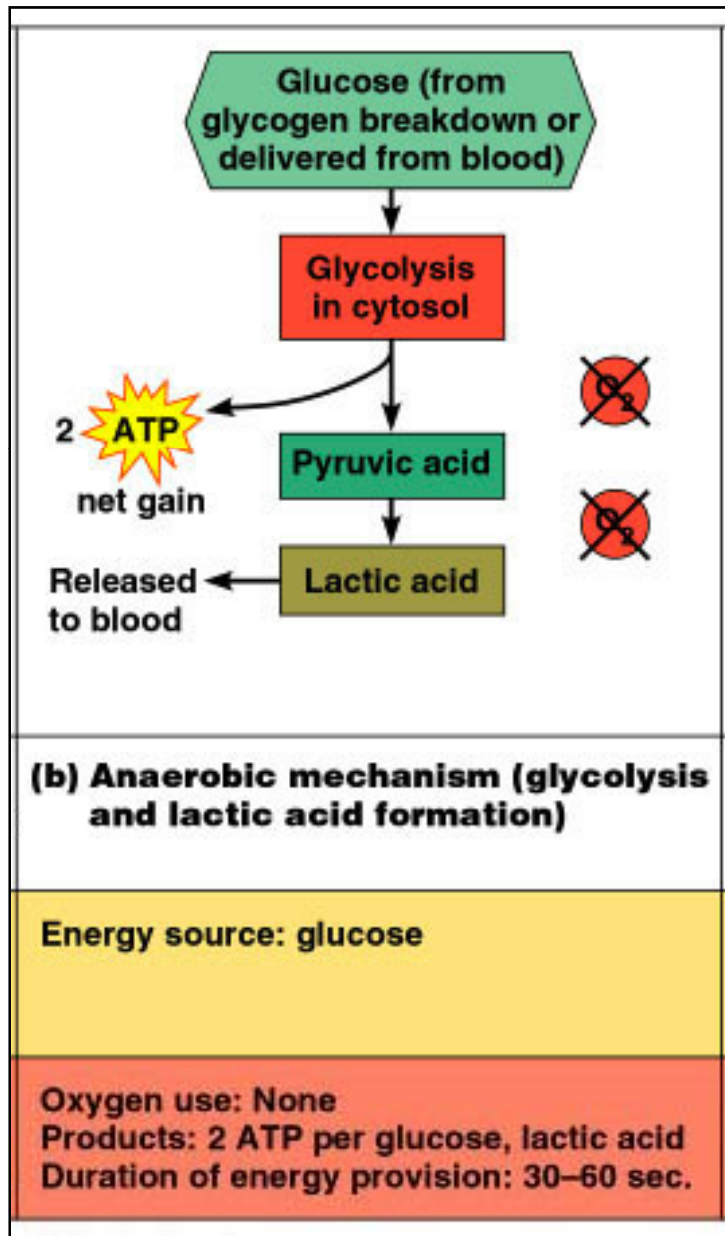 Glucose (from
glycogen breakdown or
delivered from blood)
Glycolysis
in cytosol
O2
2 ATP
net gain
Pyruvic acid
O2
Lactic acid
Released
to blood
(b) Anaerobic mechanism (glycolysis
and lactic acid formation)
Energy source: glucose
Oxygen use: None
Products: 2 ATP per glucose, lactic acid
Duration of energy provision: 30–60 sec.